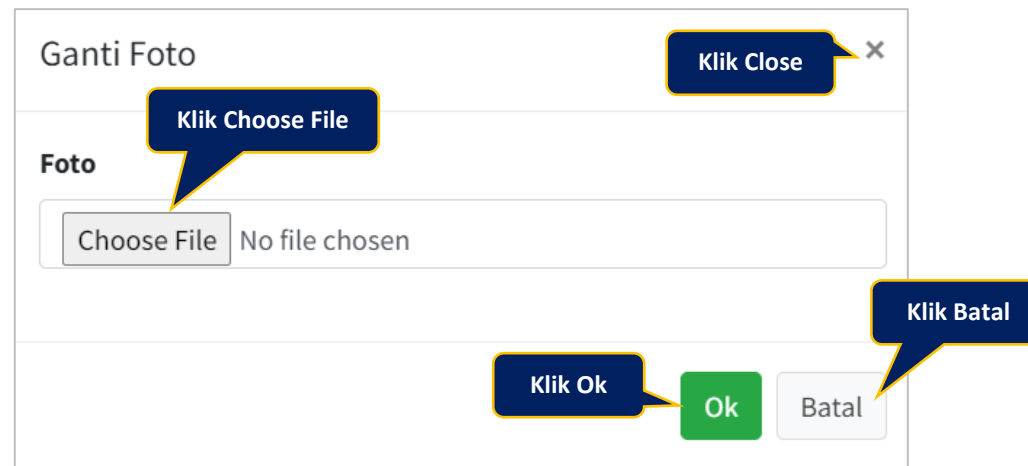 Ganti Foto
Klik Close
×
Klik Choose File
Foto
Choose File No file chosen
Klik Batal
Klik Ok
Ok
Batal